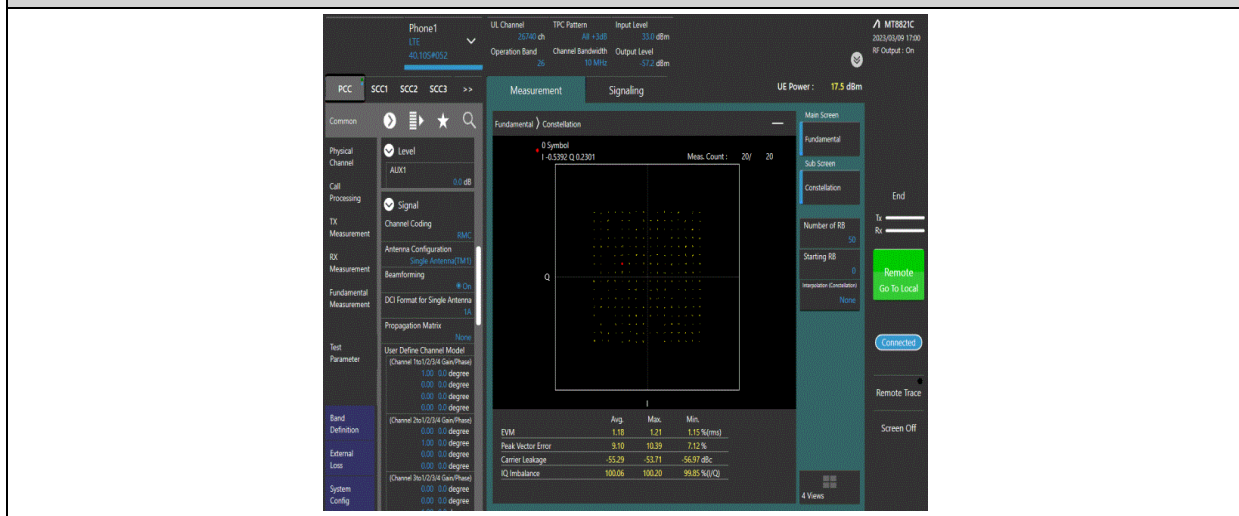 Phone1
LTE
40.10S#052
UL Channel TPC Pattern Input Level
26740 ch All +3dB 33.0 dBm
Operation Band Channel Bandwidth Output Level
26 10 MHz -57.2 dBm
MT8821C
2023/03/09 17:00
RF Output : On
PCC SCC1 SCC2 SCC3 >>
Measurement Signaling
UE Power : 17.5 dBm
Common
Physical
Channel
Call
Processing
TX
Measurement
RX
Measurement
Fundamental
Measurement
Test
Parameter
Band
Definition
External
Loss
System
Config
Level
AUX1
0.0 dB
Signal
Channel Coding
RMC
Antenna Configuration
Single Antenna(TM1)
Beamforming
On
DCI Format for Single Antenna
1A
Propagation Matrix
None
User Define Channel Model
(Channel 1to1/2/3/4 Gain/Phase)
1.00 0.0 degree
0.00 0.0 degree
0.00 0.0 degree
0.00 0.0 degree
(Channel 2to1/2/3/4 Gain/Phase)
0.00 0.0 degree
1.00 0.0 degree
0.00 0.0 degree
0.00 0.0 degree
(Channel 3to1/2/3/4 Gain/Phase)
0.00 0.0 degree
0.00 0.0 degree
Fundamental 〉 Constellation
0 Symbol
I -0.5392 Q 0.2301 Meas. Count : 20/ 20
Q
I
Avg. Max. Min.
EVM 1.18 1.21 1.15 %(rms)
Peak Vector Error 9.10 10.39 7.12 %
Carrier Leakage -55.29 -53.71 -56.97 dBc
IQ Imbalance 100.06 100.20 99.85 %(I/Q)
Main Screen
Fundamental
Sub Screen
Constellation
Number of RB
50
Starting RB
0
Interpolation (Constellation)
None
4 Views
End
Tx
Rx
Remote
Go To Local
Connected
Remote Trace
Screen Off